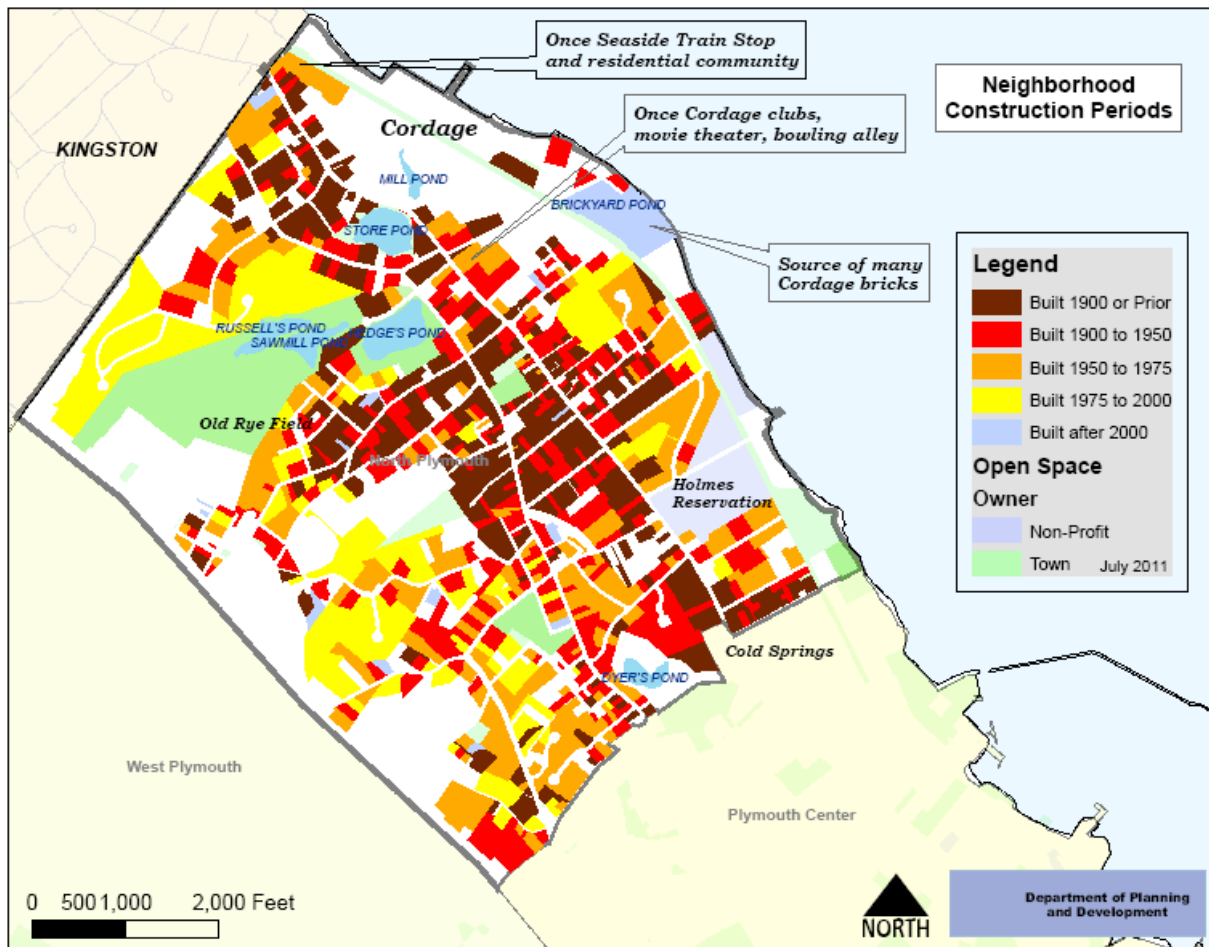 Once Seaside Train Stop
and residential community
Neighborhood
Construction Periods
Once Cordage clubs,
movie theater, bowling alley
Cordage
KINGSTON
MILL POND
BRICKYARD POND
STORE POND
Source of many
Cordage bricks
Legend
Built 1900 or Prior
Built 1900 to 1950
Built 1950 to 1975
Built 1975 to 2000
Built after 2000
Open Space
Owner
Non-Profit
Town July 2011
RUSSELL'S POND
SAWMILL POND
HEDGE'S POND
Old Rye Field
North Plymouth
Holmes
Reservation
Cold Springs
DYER'S POND
West Plymouth
Plymouth Center
0 500 1,000 2,000 Feet
NORTH
Department of Planning
and Development